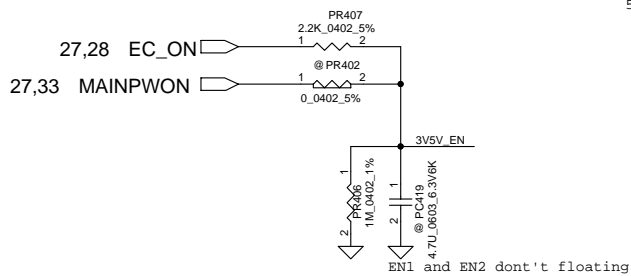 5
PR407
2.2K_0402_5%
27,28 EC_ON
1 2
@ PR402
27,33 MAINPWON
1 2
0_0402_5%
3V5V_EN
1
PR406
2
1M_0402_1%
1
@ PC419
2
4.7U_0603_6.3V6K
EN1 and EN2 dont't floating